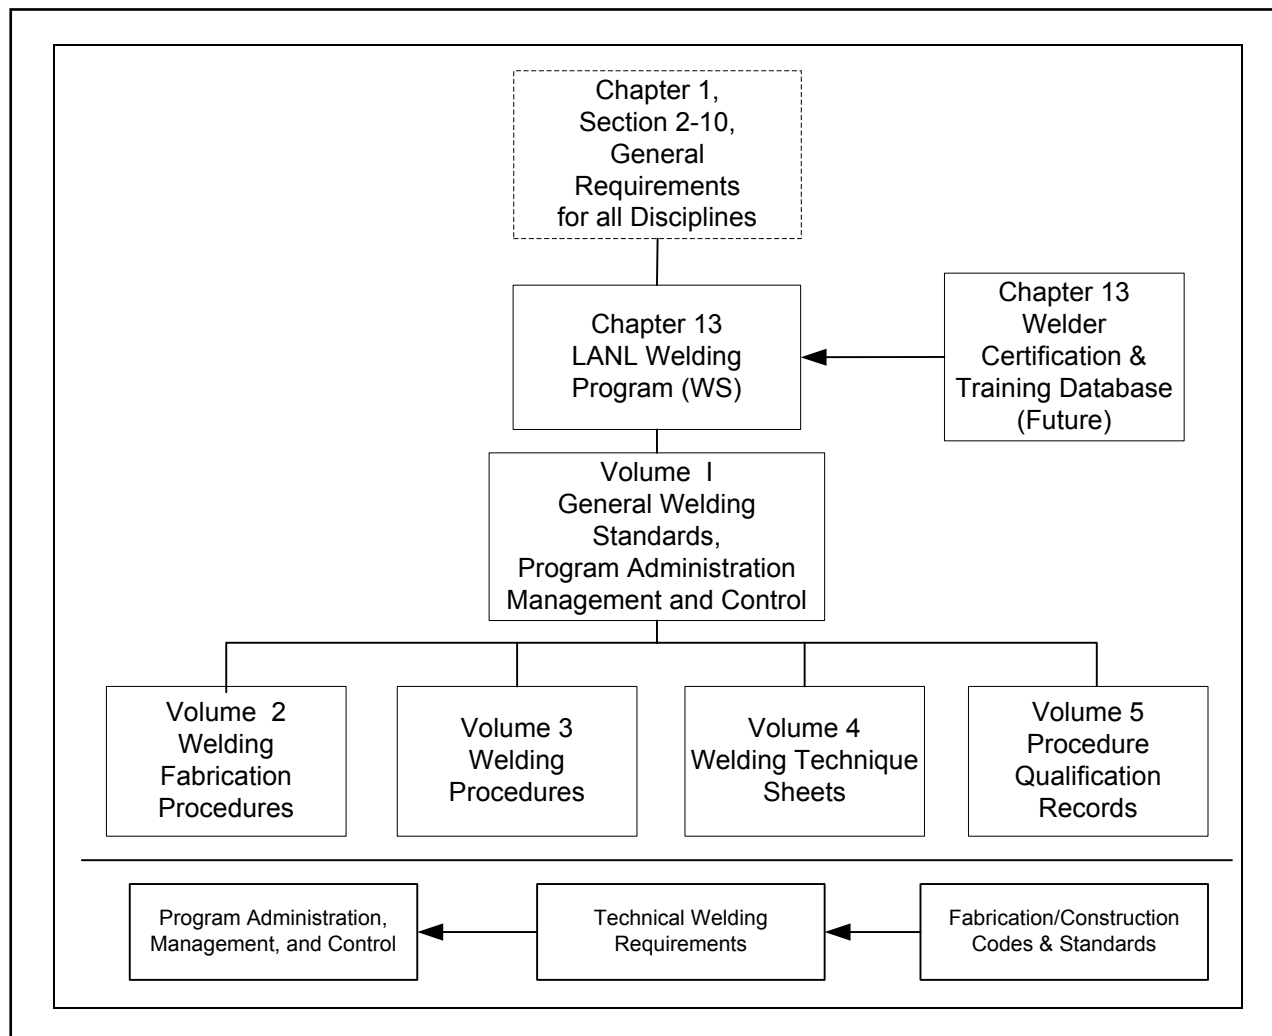 Chapter 1,
Section 2-10,
General
Requirements
for all Disciplines
Chapter 13
LANL Welding
Program (WS)
Chapter 13
Welder
Certification &
Training Database
(Future)
Volume I
General Welding
Standards,
Program Administration
Management and Control
Volume 2
Welding
Fabrication
Procedures
Volume 3
Welding
Procedures
Volume 4
Welding Technique
Sheets
Volume 5
Procedure
Qualification
Records
Program Administration,
Management, and Control
Technical Welding
Requirements
Fabrication/Construction
Codes & Standards